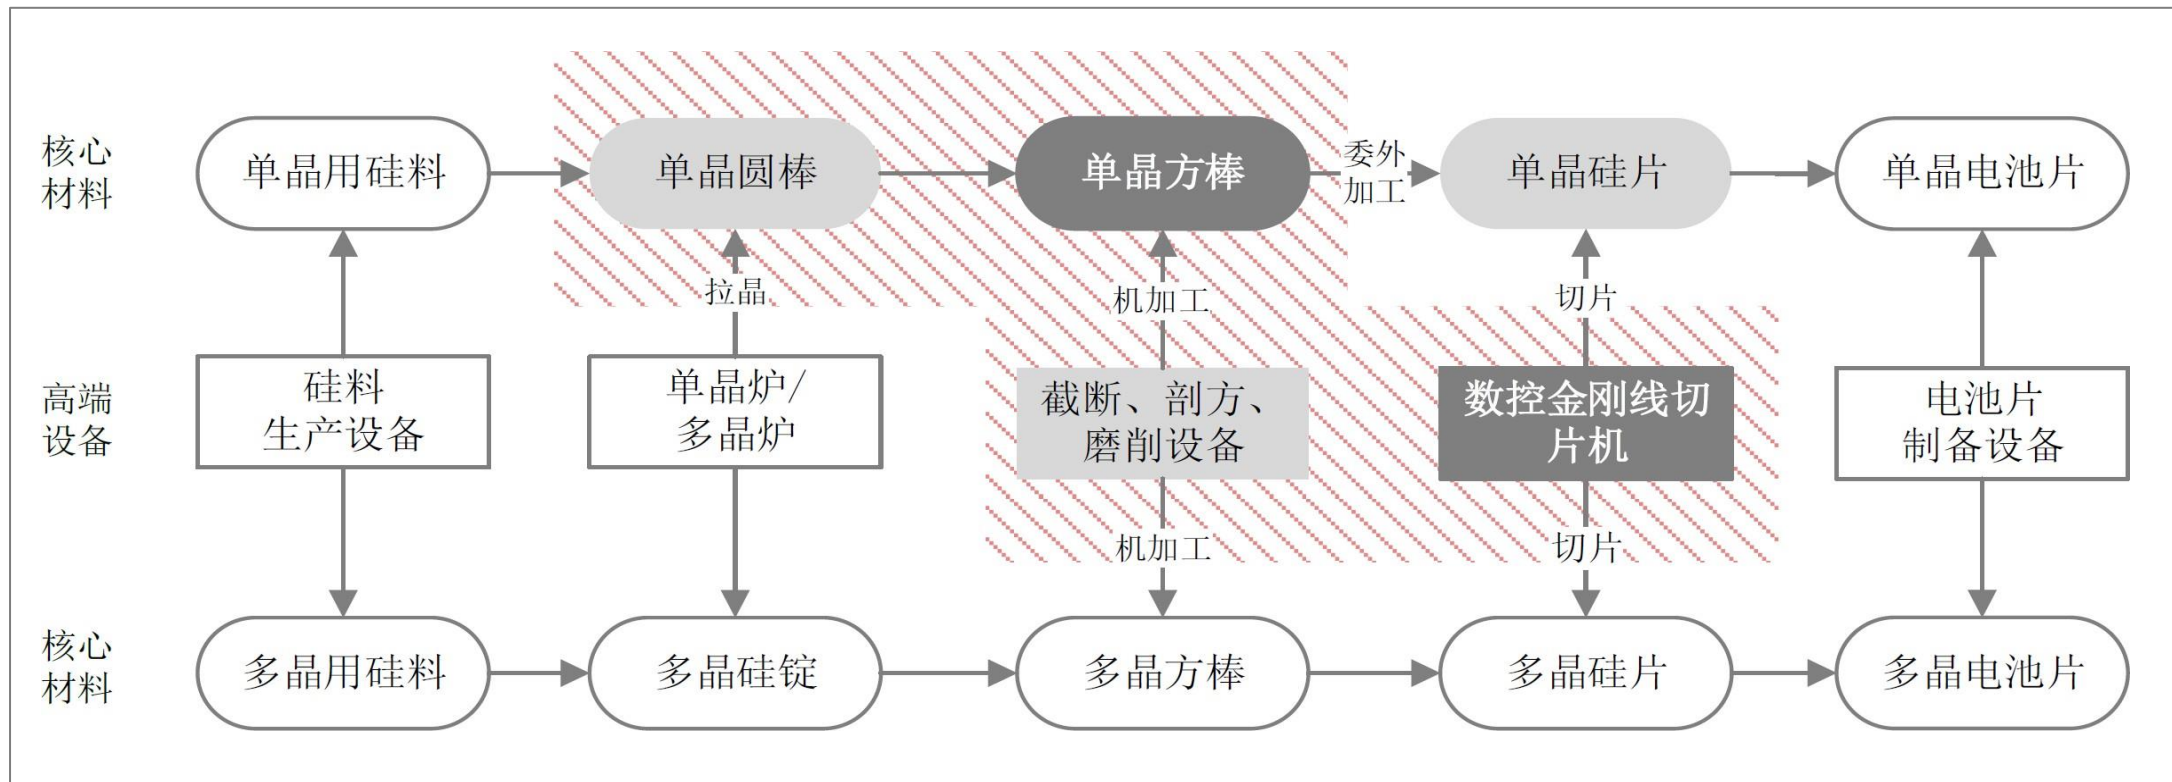 核心
材料
单晶用硅料
单晶圆棒
单晶方棒
委外
加工
单晶硅片
单晶电池片
拉晶
机加工
切片
高端
设备
硅料
生产设备
单晶炉/
多晶炉
截断、剖方、
磨削设备
数控金刚线切
片机
电池片
制备设备
机加工
切片
核心
材料
多晶用硅料
多晶硅锭
多晶方棒
多晶硅片
多晶电池片